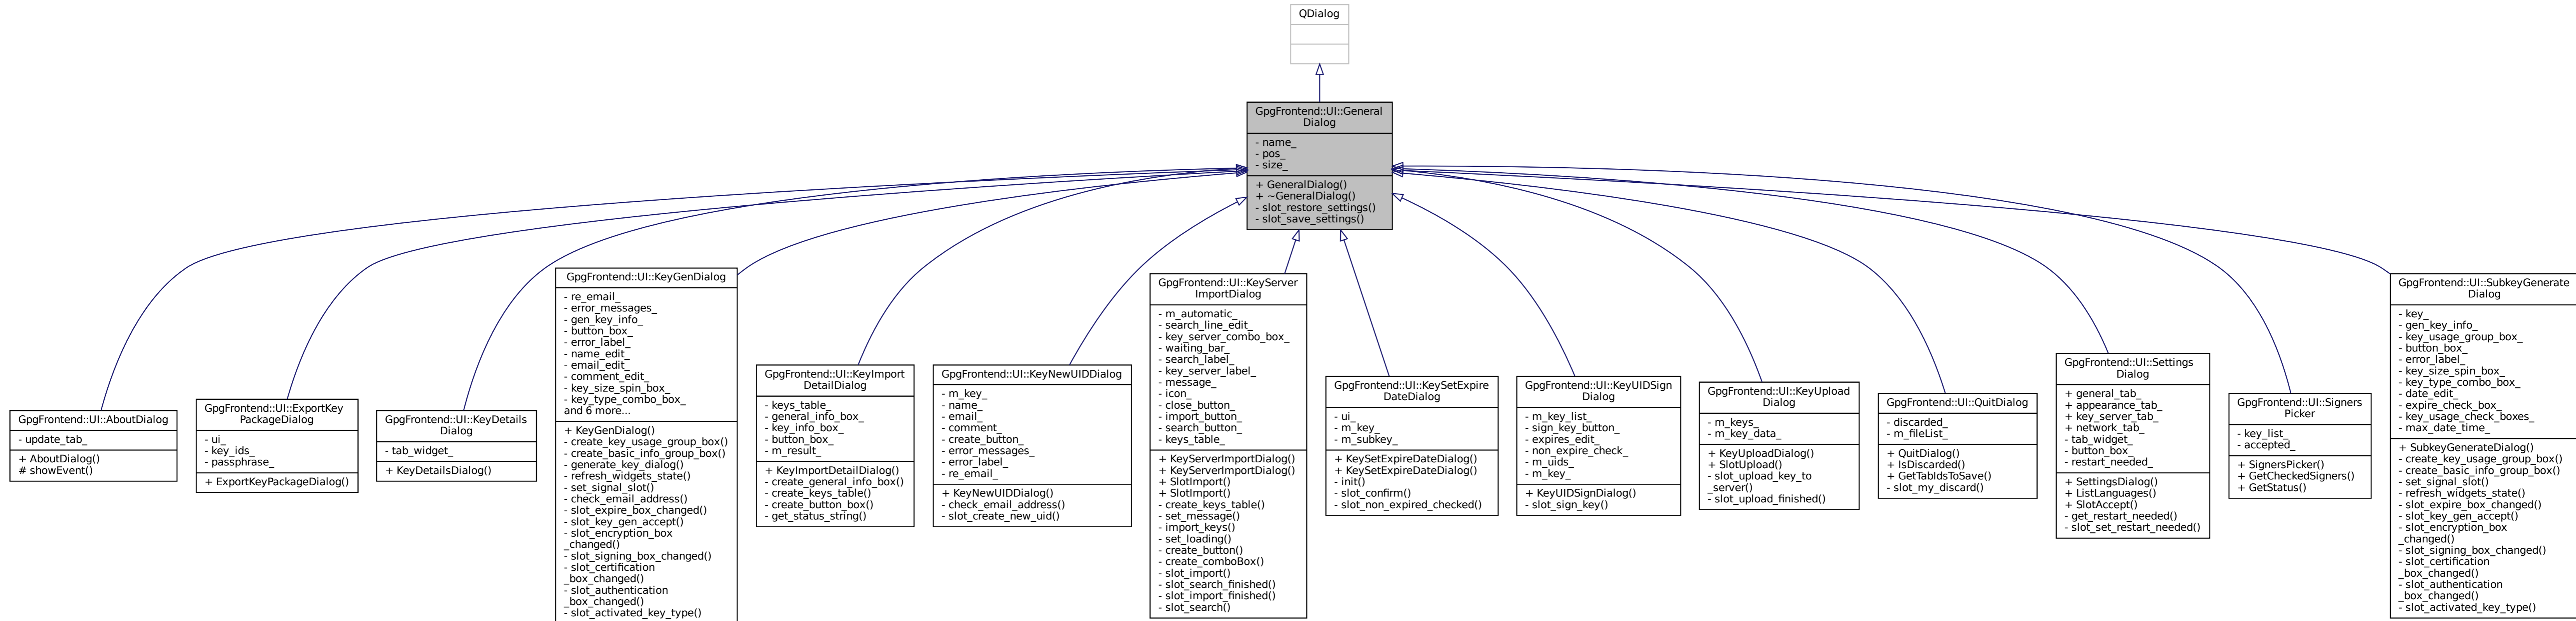 QDialog
GpgFrontend::UI::General
Dialog
- name_
- pos_
- size_
+ GeneralDialog()
+ ~GeneralDialog()
- slot_restore_settings()
- slot_save_settings()
GpgFrontend::UI::AboutDialog
- update_tab_
+ AboutDialog()
# showEvent()
GpgFrontend::UI::ExportKey
PackageDialog
- ui_
- key_ids_
- passphrase_
+ ExportKeyPackageDialog()
GpgFrontend::UI::KeyDetails
Dialog
- tab_widget_
+ KeyDetailsDialog()
GpgFrontend::UI::KeyGenDialog
- re_email_
- error_messages_
- gen_key_info_
- button_box_
- error_label_
- name_edit_
- email_edit_
- comment_edit_
- key_size_spin_box_
- key_type_combo_box_
and 6 more...
+ KeyGenDialog()
- create_key_usage_group_box()
- create_basic_info_group_box()
- generate_key_dialog()
- refresh_widgets_state()
- set_signal_slot()
- check_email_address()
- slot_expire_box_changed()
- slot_key_gen_accept()
- slot_encryption_box
_changed()
- slot_signing_box_changed()
- slot_certification
_box_changed()
- slot_authentication
_box_changed()
- slot_activated_key_type()
GpgFrontend::UI::KeyImport
DetailDialog
- keys_table_
- general_info_box_
- key_info_box_
- button_box_
- m_result_
+ KeyImportDetailDialog()
- create_general_info_box()
- create_keys_table()
- create_button_box()
- get_status_string()
GpgFrontend::UI::KeyNewUIDDialog
- m_key_
- name_
- email_
- comment_
- create_button_
- error_messages_
- error_label_
- re_email_
+ KeyNewUIDDialog()
- check_email_address()
- slot_create_new_uid()
GpgFrontend::UI::KeyServer
ImportDialog
- m_automatic_
- search_line_edit_
- key_server_combo_box_
- waiting_bar_
- search_label_
- key_server_label_
- message_
- icon_
- close_button_
- import_button_
- search_button_
- keys_table_
+ KeyServerImportDialog()
+ KeyServerImportDialog()
+ SlotImport()
+ SlotImport()
- create_keys_table()
- set_message()
- import_keys()
- set_loading()
- create_button()
- create_comboBox()
- slot_import()
- slot_search_finished()
- slot_import_finished()
- slot_search()
GpgFrontend::UI::KeySetExpire
DateDialog
- ui_
- m_key_
- m_subkey_
+ KeySetExpireDateDialog()
+ KeySetExpireDateDialog()
- init()
- slot_confirm()
- slot_non_expired_checked()
GpgFrontend::UI::KeyUIDSign
Dialog
- m_key_list_
- sign_key_button_
- expires_edit_
- non_expire_check_
- m_uids_
- m_key_
+ KeyUIDSignDialog()
- slot_sign_key()
GpgFrontend::UI::KeyUpload
Dialog
- m_keys_
- m_key_data_
+ KeyUploadDialog()
+ SlotUpload()
- slot_upload_key_to
_server()
- slot_upload_finished()
GpgFrontend::UI::QuitDialog
- discarded_
- m_fileList_
+ QuitDialog()
+ IsDiscarded()
+ GetTabIdsToSave()
- slot_my_discard()
GpgFrontend::UI::Settings
Dialog
+ general_tab_
+ appearance_tab_
+ key_server_tab_
+ network_tab_
- tab_widget_
- button_box_
- restart_needed_
+ SettingsDialog()
+ ListLanguages()
+ SlotAccept()
- get_restart_needed()
- slot_set_restart_needed()
GpgFrontend::UI::Signers
Picker
- key_list_
- accepted_
+ SignersPicker()
+ GetCheckedSigners()
+ GetStatus()
GpgFrontend::UI::SubkeyGenerate
Dialog
- key_
- gen_key_info_
- key_usage_group_box_
- button_box_
- error_label_
- key_size_spin_box_
- key_type_combo_box_
- date_edit_
- expire_check_box_
- key_usage_check_boxes_
- max_date_time_
+ SubkeyGenerateDialog()
- create_key_usage_group_box()
- create_basic_info_group_box()
- set_signal_slot()
- refresh_widgets_state()
- slot_expire_box_changed()
- slot_key_gen_accept()
- slot_encryption_box
_changed()
- slot_signing_box_changed()
- slot_certification
_box_changed()
- slot_authentication
_box_changed()
- slot_activated_key_type()